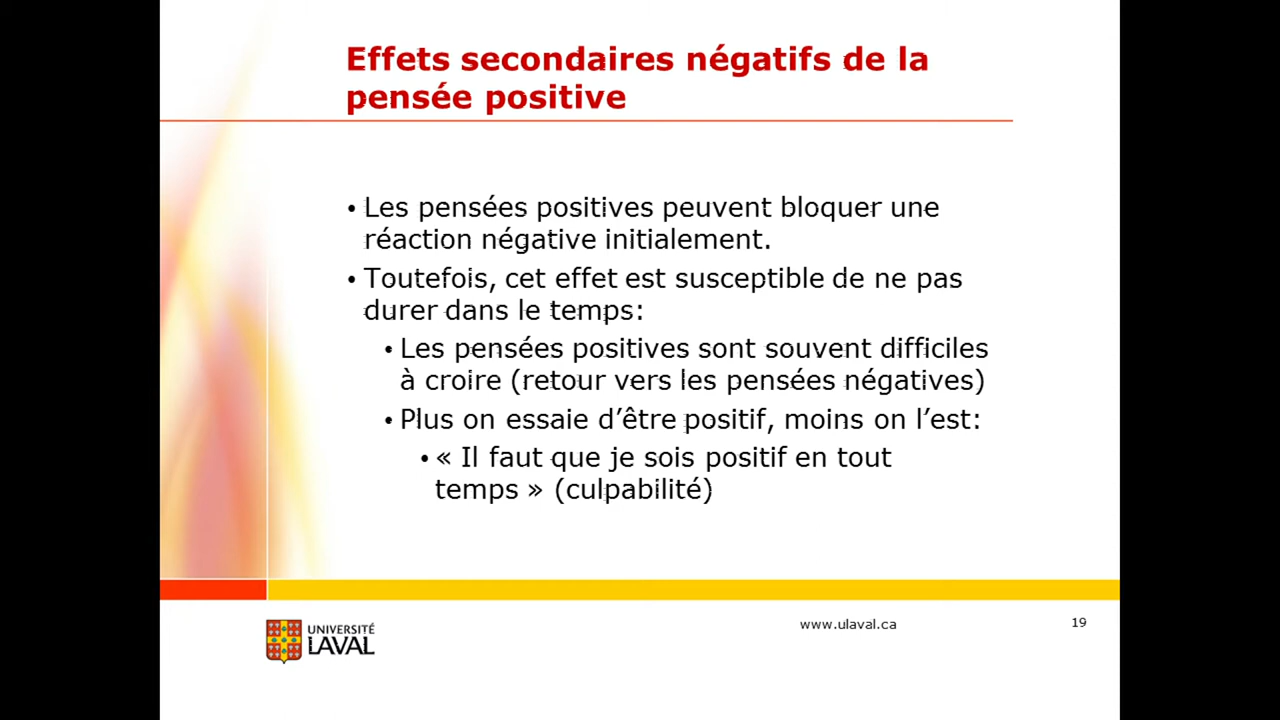 Effets secondaires négatifs de la
pensée positive
• Les pensées positives peuvent bloquer une
réaction négative initialement.
• Toutefois, cet effet est susceptible de ne pas
durer dans le temps:
• Les pensées positives sont souvent difficiles
à croire (retour vers les pensées négatives)
• Plus on essaie d’être positif, moins on l’est:
• « Il faut que je sois positif en tout
temps » (culpabilité)
UNIVERSITÉ
LAVAL
www.ulaval.ca
19